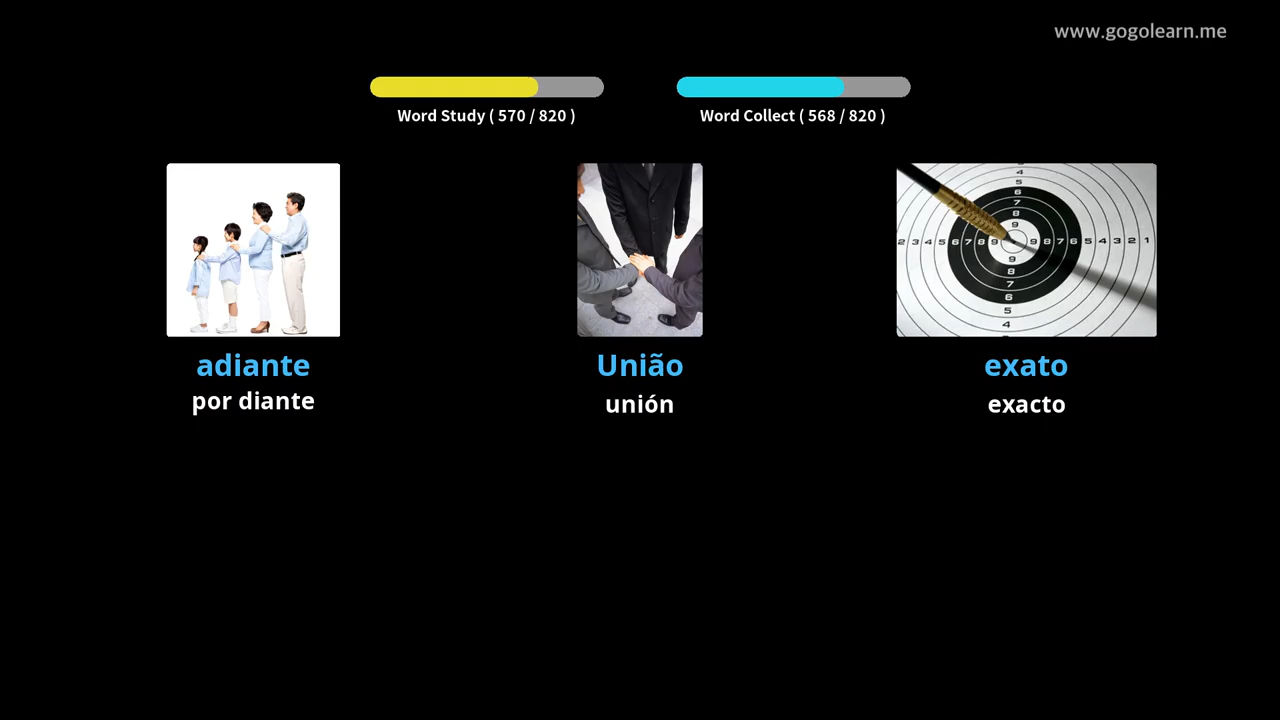 www.gogolearn.me
Word Study ( 570 / 820 )
Word Collect ( 568 / 820 )
adiante
por diante
União
unión
exato
exacto